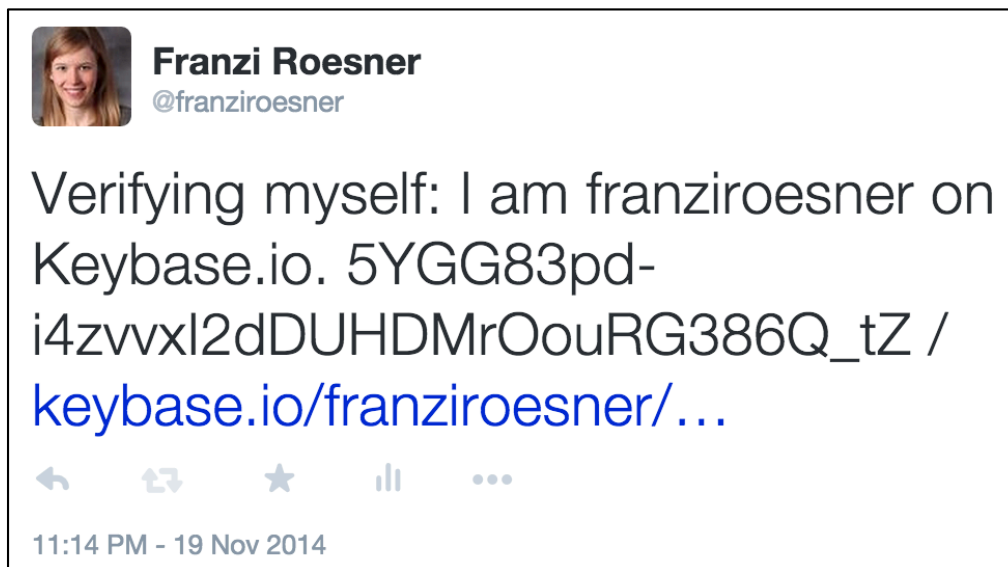 Franzi Roesner
@franziroesner
Verifying myself: I am franziroesner on
Keybase.io. 5YGG83pd-
i4zvvxl2dDUHDMrOouRG386Q_tZ /
keybase.io/franziroesner/…
11:14 PM - 19 Nov 2014